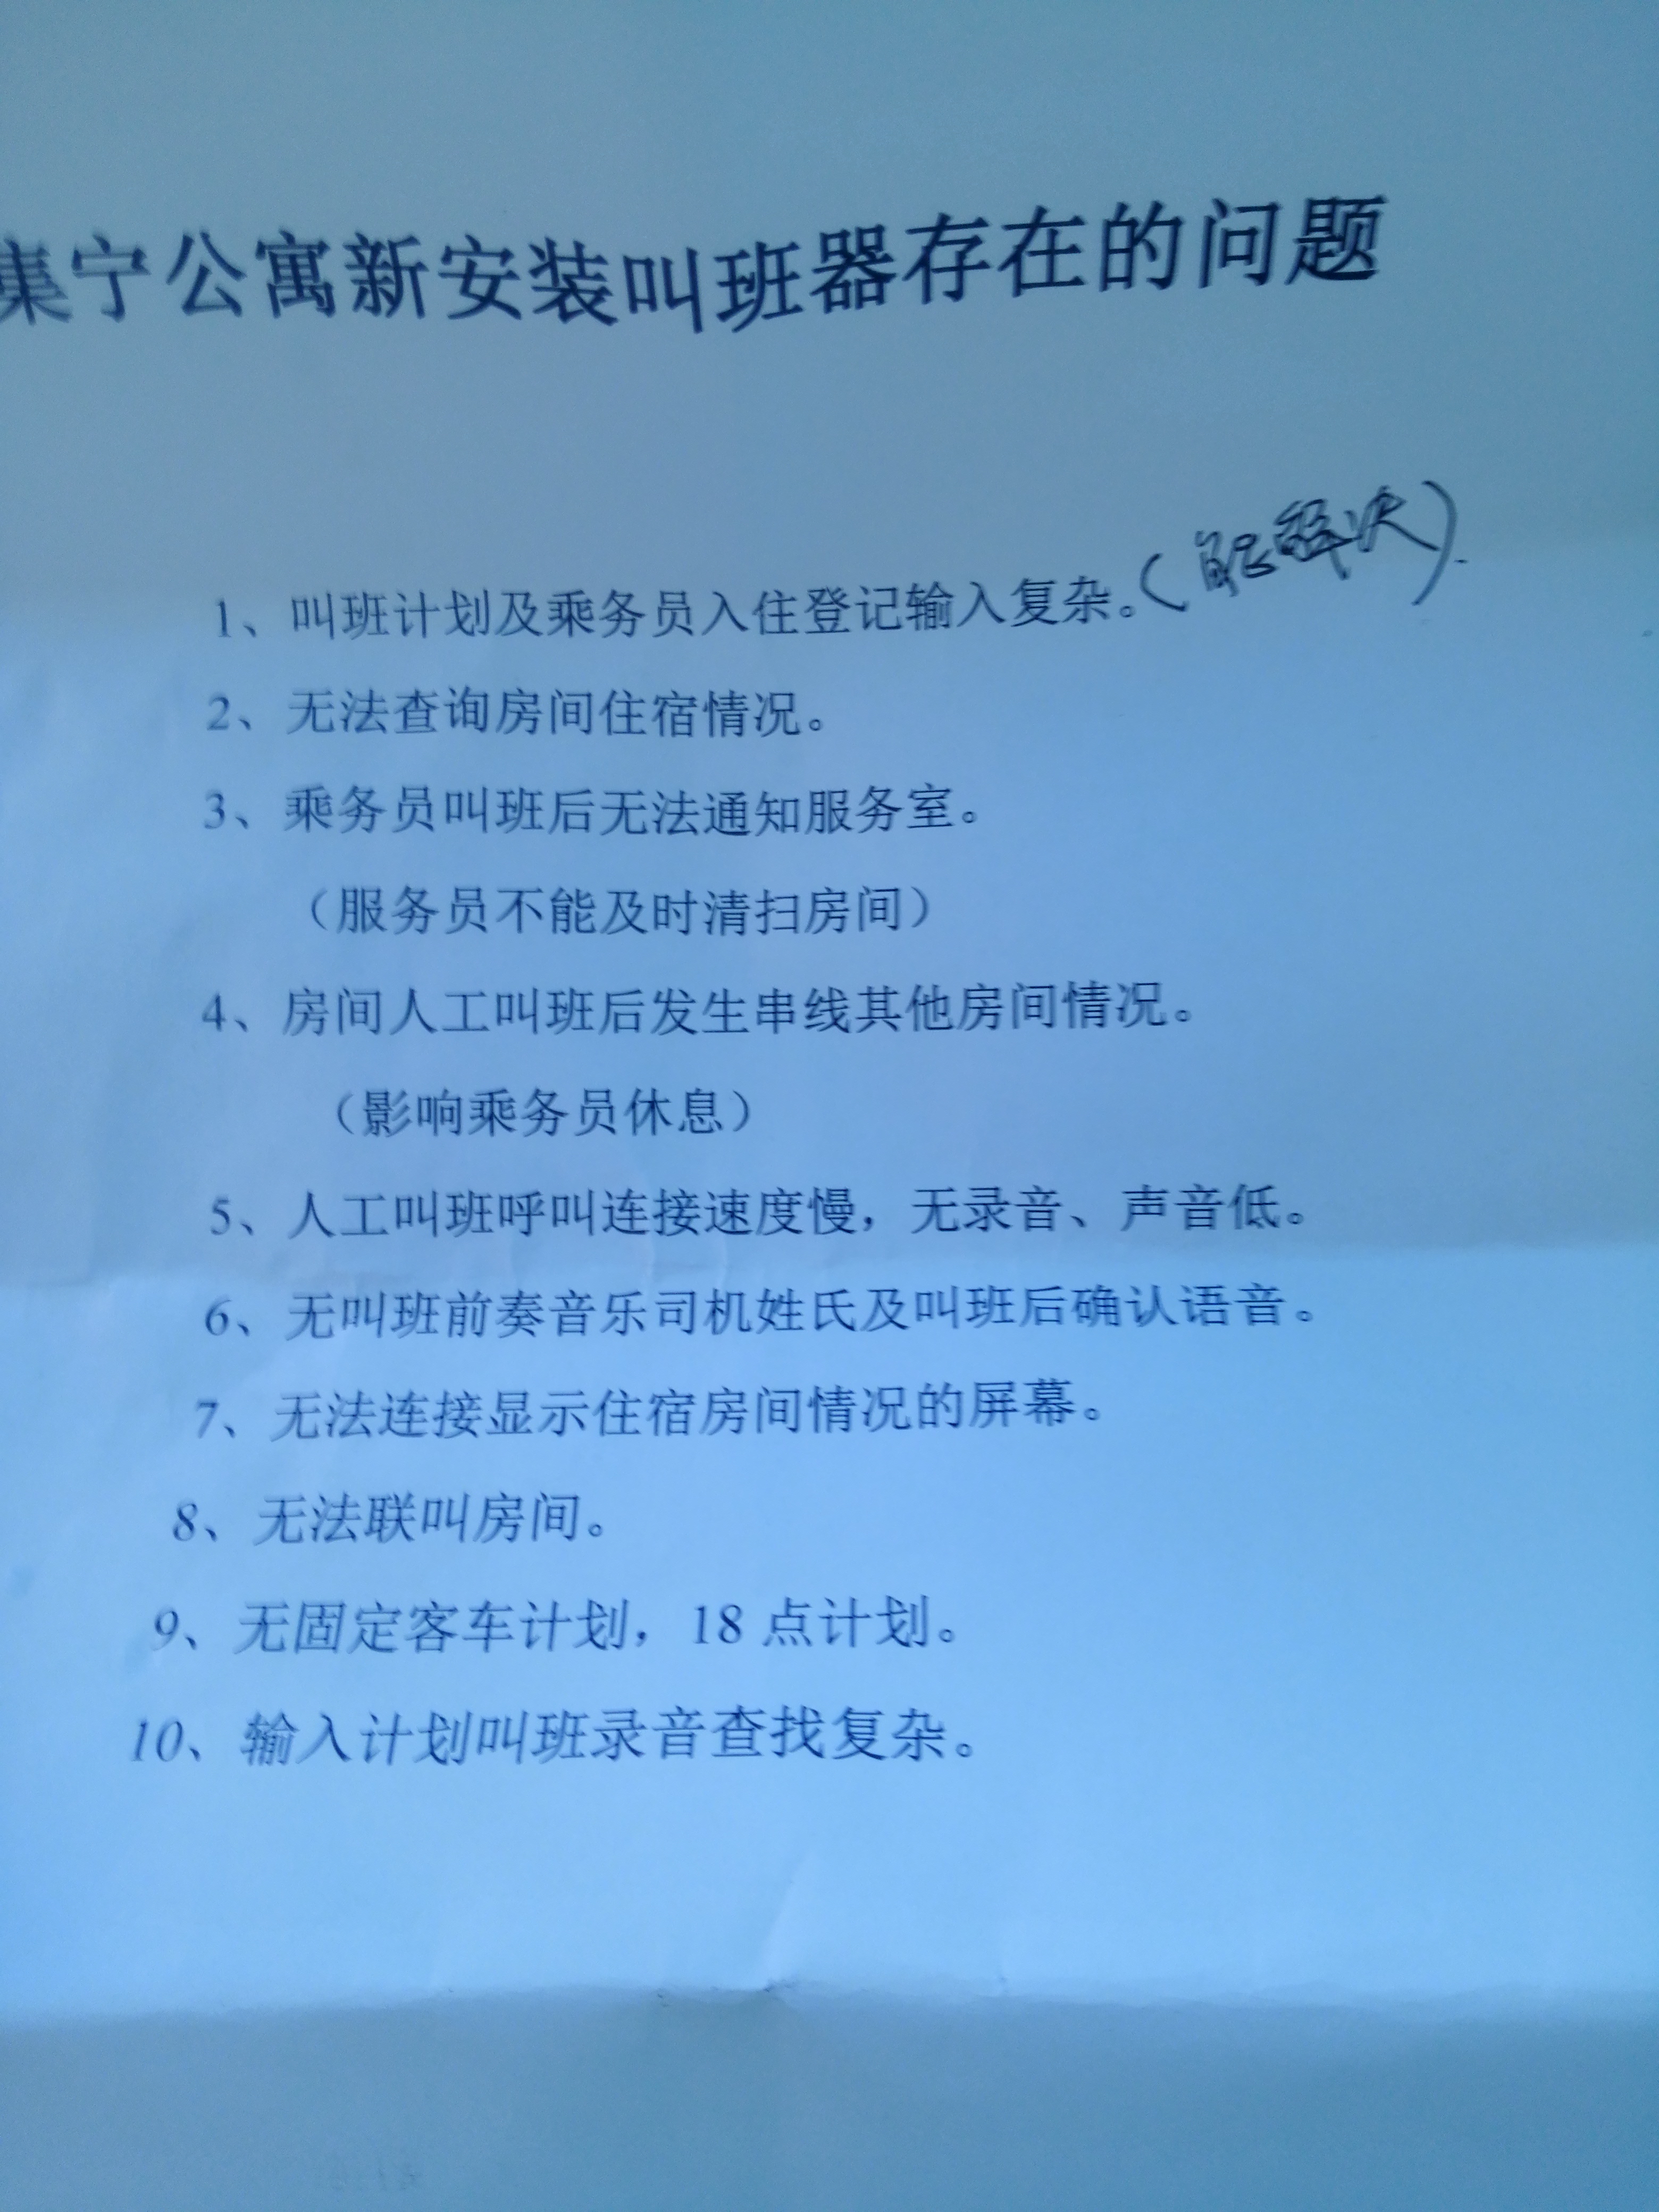 集宁公寓新安装叫班器存在的问题
1、叫班计划及乘务员入住登记输入复杂。(能解决).
2、无法查询房间住宿情况。
3、乘务员叫班后无法通知服务室。
（服务员不能及时清扫房间）
4、房间人工叫班后发生串线其他房间情况。
（影响乘务员休息）
5、人工叫班呼叫连接速度慢，无录音、声音低。
6、无叫班前奏音乐司机姓氏及叫班后确认语音。
7、无法连接显示住宿房间情况的屏幕。
8、无法联叫房间。
9、无固定客车计划，18 点计划。
10、输入计划叫班录音查找复杂。